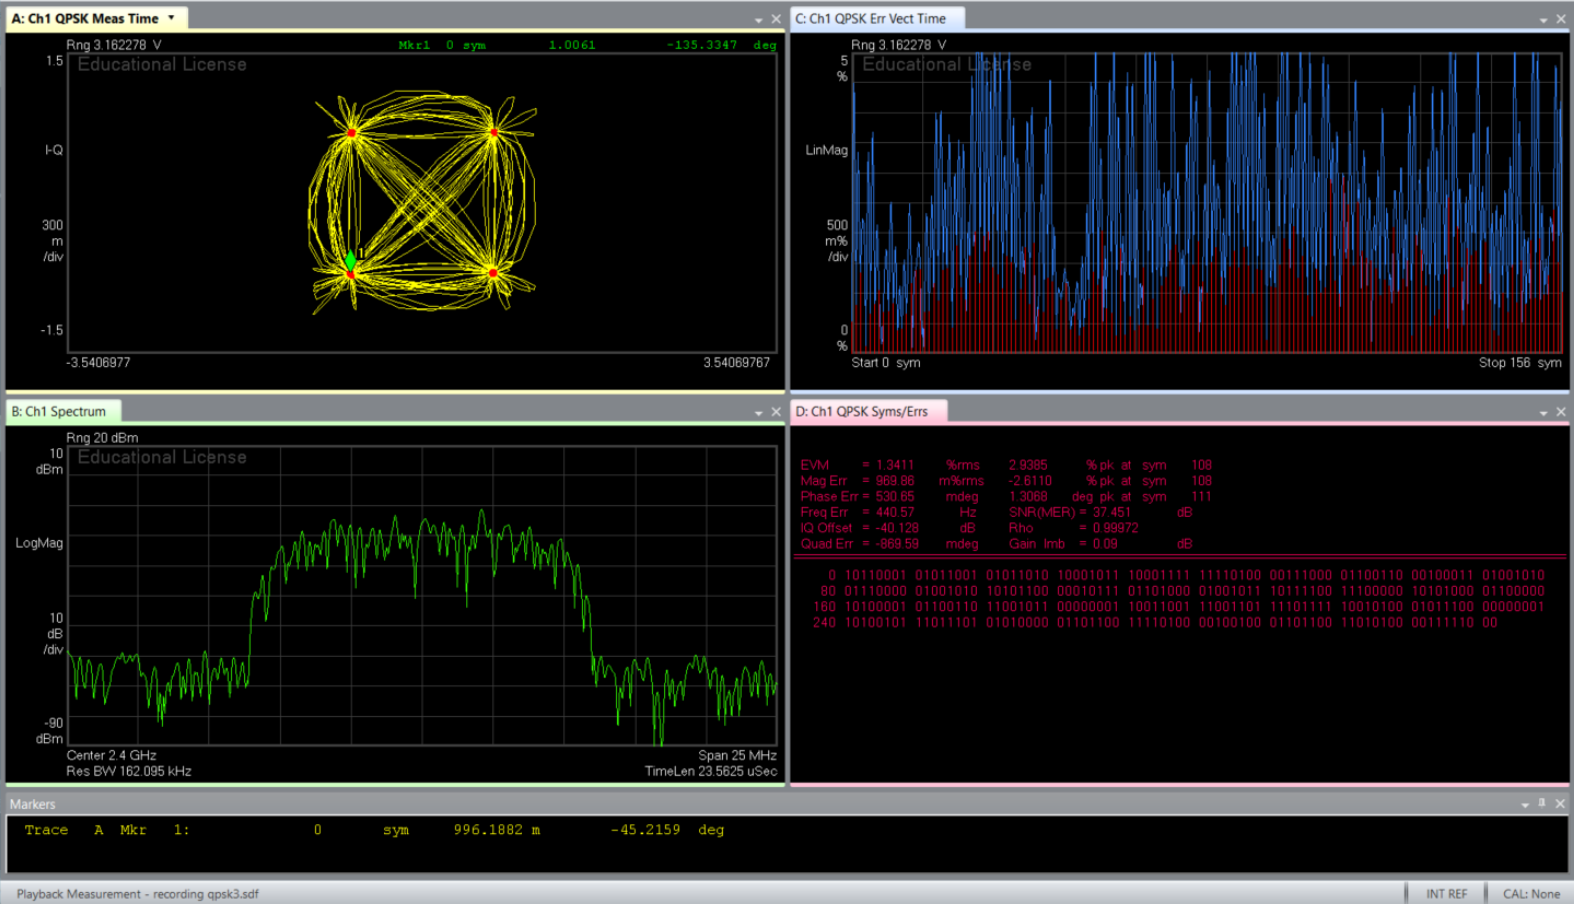 A: Ch1 QPSK Meas Time
Rng 3.162278 V
Mkr1 0 sym 1.0061 -135.3347 deg
1.5
Educational License
I-Q
300
m
/div
-1.5
-3.5406977
3.54069767
1
C: Ch1 QPSK Err Vect Time
Rng 3.162278 V
5
%
Educational License
LinMag
500
m%
/div
0
%
Start 0 sym
Stop 156 sym
B: Ch1 Spectrum
Rng 20 dBm
10
dBm
Educational License
LogMag
10
dB
/div
-90
dBm
Center 2.4 GHz
Span 25 MHz
Res BW 162.095 kHz
TimeLen 23.5625 uSec
D: Ch1 QPSK Syms/Errs
EVM = 1.3411 %rms 2.9385 % pk at sym 108
Mag Err = 969.86 m%rms -2.6110 % pk at sym 108
Phase Err = 530.65 mdeg 1.3068 deg pk at sym 111
Freq Err = 440.57 Hz SNR(MER) = 37.451 dB
IQ Offset = -40.128 dB Rho = 0.99972
Quad Err = -869.59 mdeg Gain Imb = 0.09 dB
0 10110001 01011001 01011010 10001011 10001111 11110100 00111000 01100110 00100011 01001010
80 01110000 01001010 10101100 00010111 01101000 01001011 10111100 11100000 10101000 01100000
160 10100001 01100110 11001011 00000001 10011001 11001101 11101111 10010100 01011100 00000001
240 10100101 11011101 01010000 01101100 11110100 00100100 01101100 11010100 00111110 00
Markers
Trace A Mkr 1: 0 sym 996.1882 m -45.2159 deg
Playback Measurement - recording qpsk3.sdf
INT REF
CAL: None